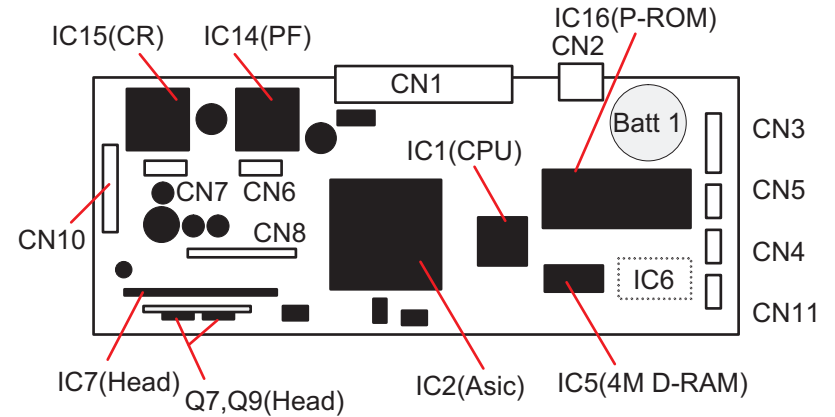 IC16(P-ROM)
IC15(CR)
IC14(PF)
CN2
CN1
Batt 1
CN3
IC1(CPU)
CN7
CN6
CN5
CN10
CN8
CN4
IC6
CN11
IC7(Head)
Q7,Q9(Head)
IC2(Asic)
IC5(4M D-RAM)